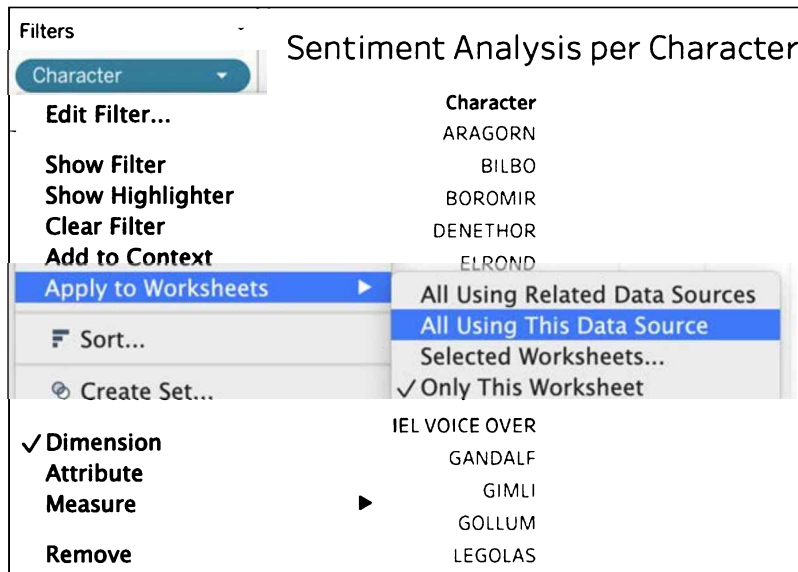 Filters
Sentiment Analysis per Character
Character
Edit Filter...
Show Filter
Show Highlighter
Clear Filter
Add to Context
Apply to Worksheets
Sort...
Create Set...
Dimension
Attribute
Measure
Remove
Character
ARAGORN
BILBO
BOROMIR
DENETHOR
ELROND
All Using Related Data Sources
All Using This Data Source
Selected Worksheets...
✓ Only This Worksheet
IEL VOICE OVER
GANDALF
GIMLI
GOLLUM
LEGOLAS